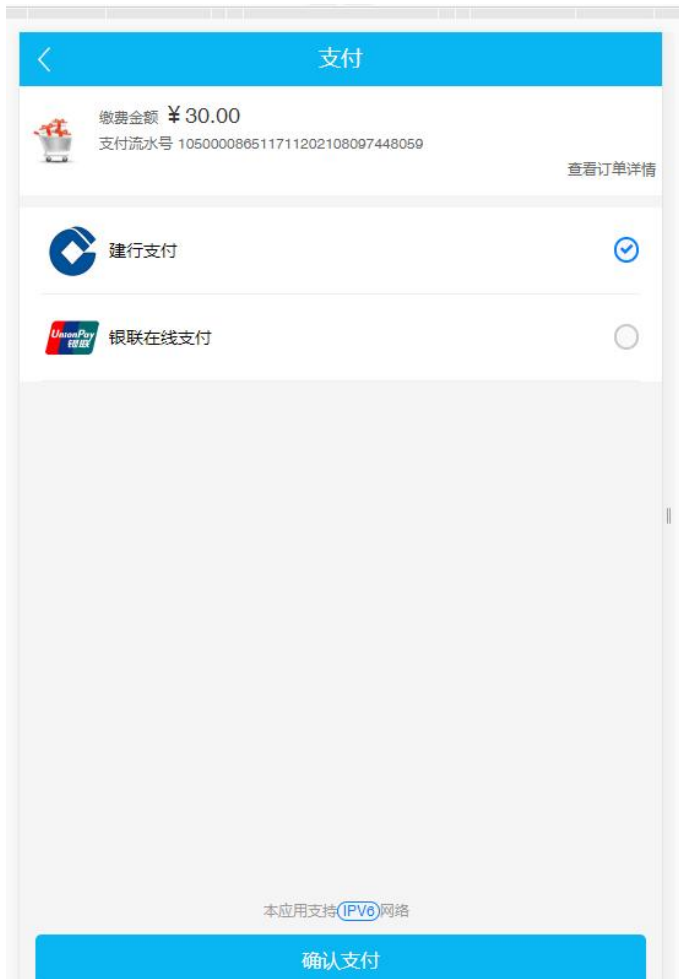 支付
缴费金额 ¥30.00
支付流水号 105000086511711202108097448059
查看订单详情
建行支付
UnionPay
银联
银联在线支付
本应用支持IPV6网络
确认支付